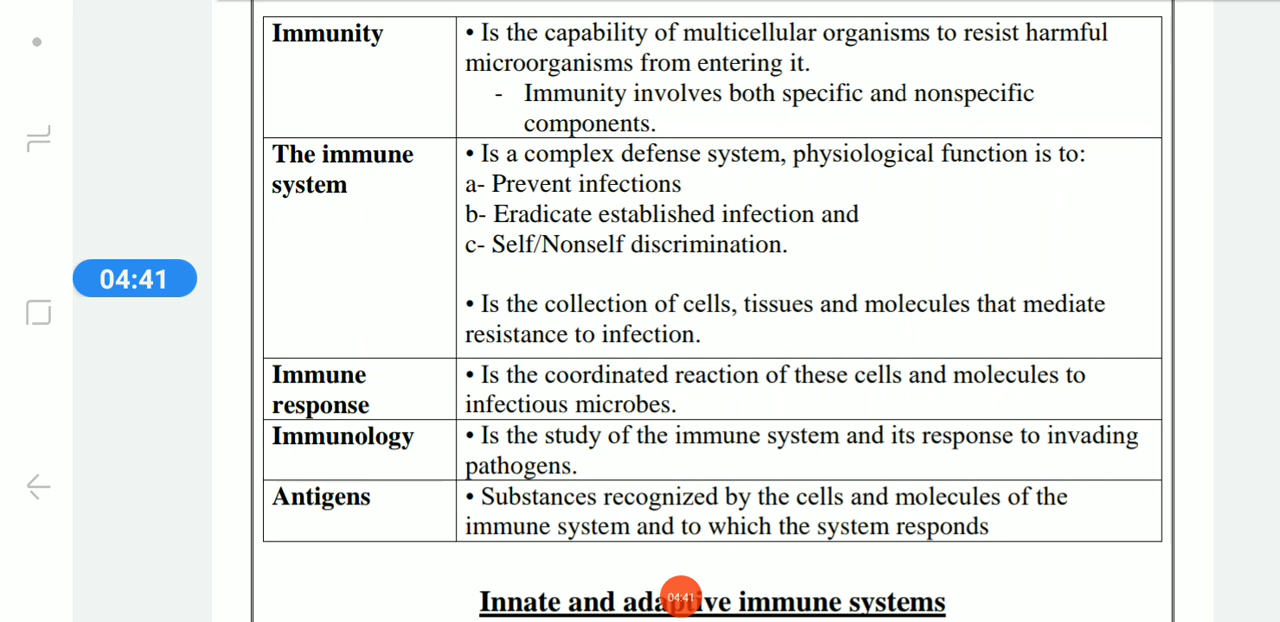 Immunity
• Is the capability of multicellular organisms to resist harmful
microorganisms from entering it.
- Immunity involves both specific and nonspecific
components.
The immune
system
• Is a complex defense system, physiological function is to:
a- Prevent infections
b- Eradicate established infection and
c- Self/Nonself discrimination.
• Is the collection of cells, tissues and molecules that mediate
resistance to infection.
Immune
response
• Is the coordinated reaction of these cells and molecules to
infectious microbes.
Immunology
• Is the study of the immune system and its response to invading
pathogens.
Antigens
• Substances recognized by the cells and molecules of the
immune system and to which the system responds
Innate and adaptive immune systems
04:41
04:41